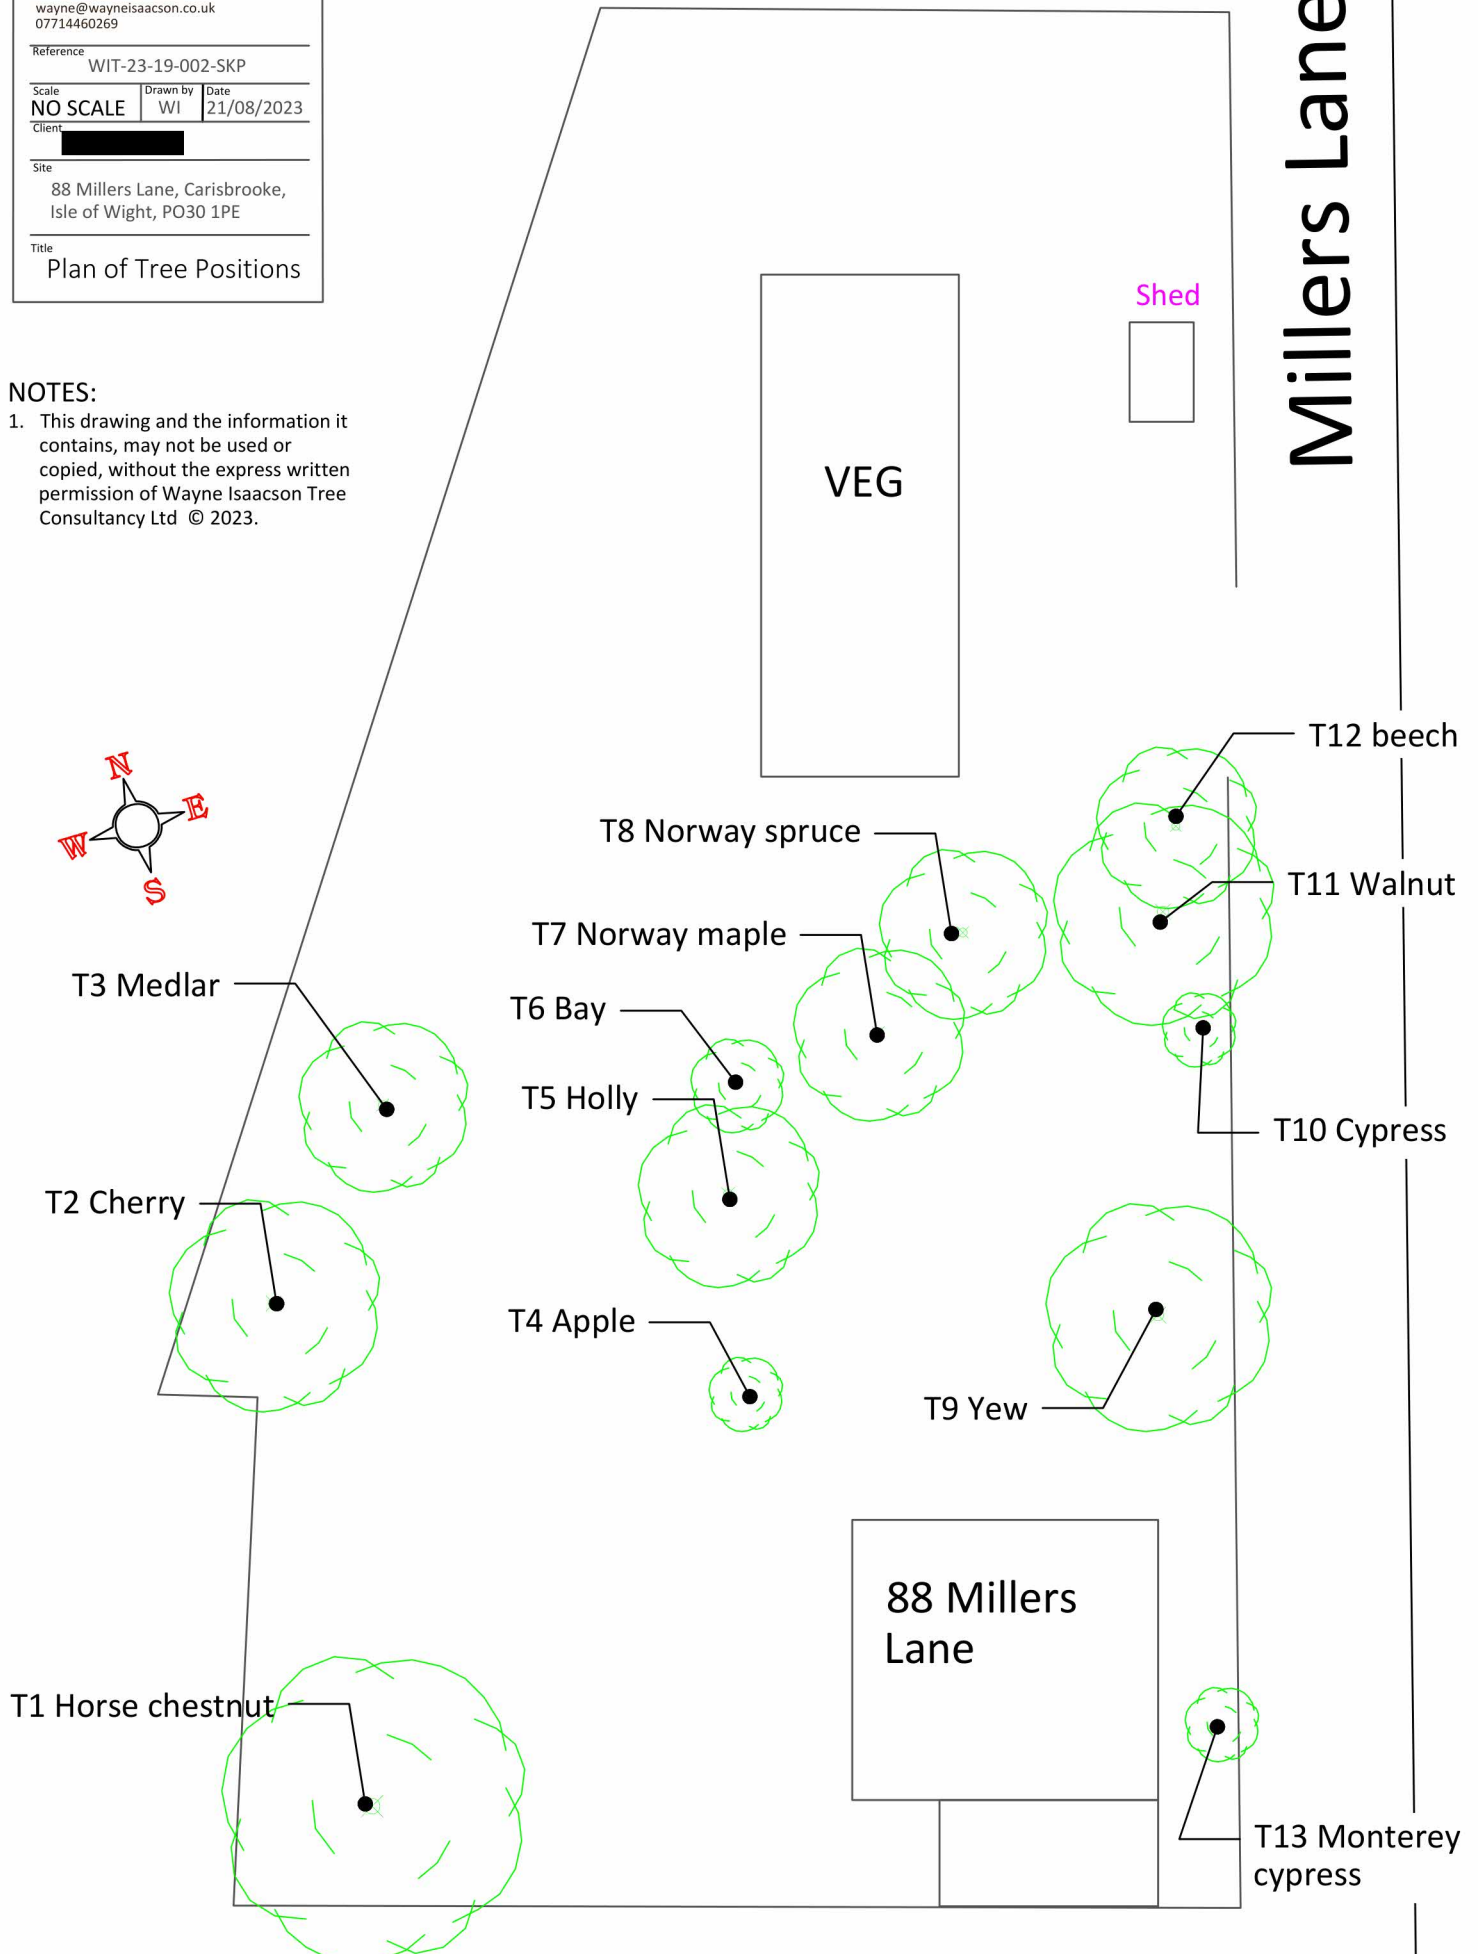 wayne@wayneisaacson.co.uk
07714460269
Reference
WIT-23-19-002-SKP
Scale
NO SCALE
Drawn by
WI
Date
21/08/2023
Client
Site
88 Millers Lane, Carisbrooke,
Isle of Wight, PO30 1PE
Title
Plan of Tree Positions
NOTES:
1. This drawing and the information it
contains, may not be used or
copied, without the express written
permission of Wayne Isaacson Tree
Consultancy Ltd © 2023.
Millers Lane
Shed
VEG
N
E
W
S
T12 beech
T8 Norway spruce
T11 Walnut
T7 Norway maple
T3 Medlar
T6 Bay
T5 Holly
T10 Cypress
T2 Cherry
T4 Apple
T9 Yew
88 Millers
Lane
T1 Horse chestnut
T13 Monterey
cypress